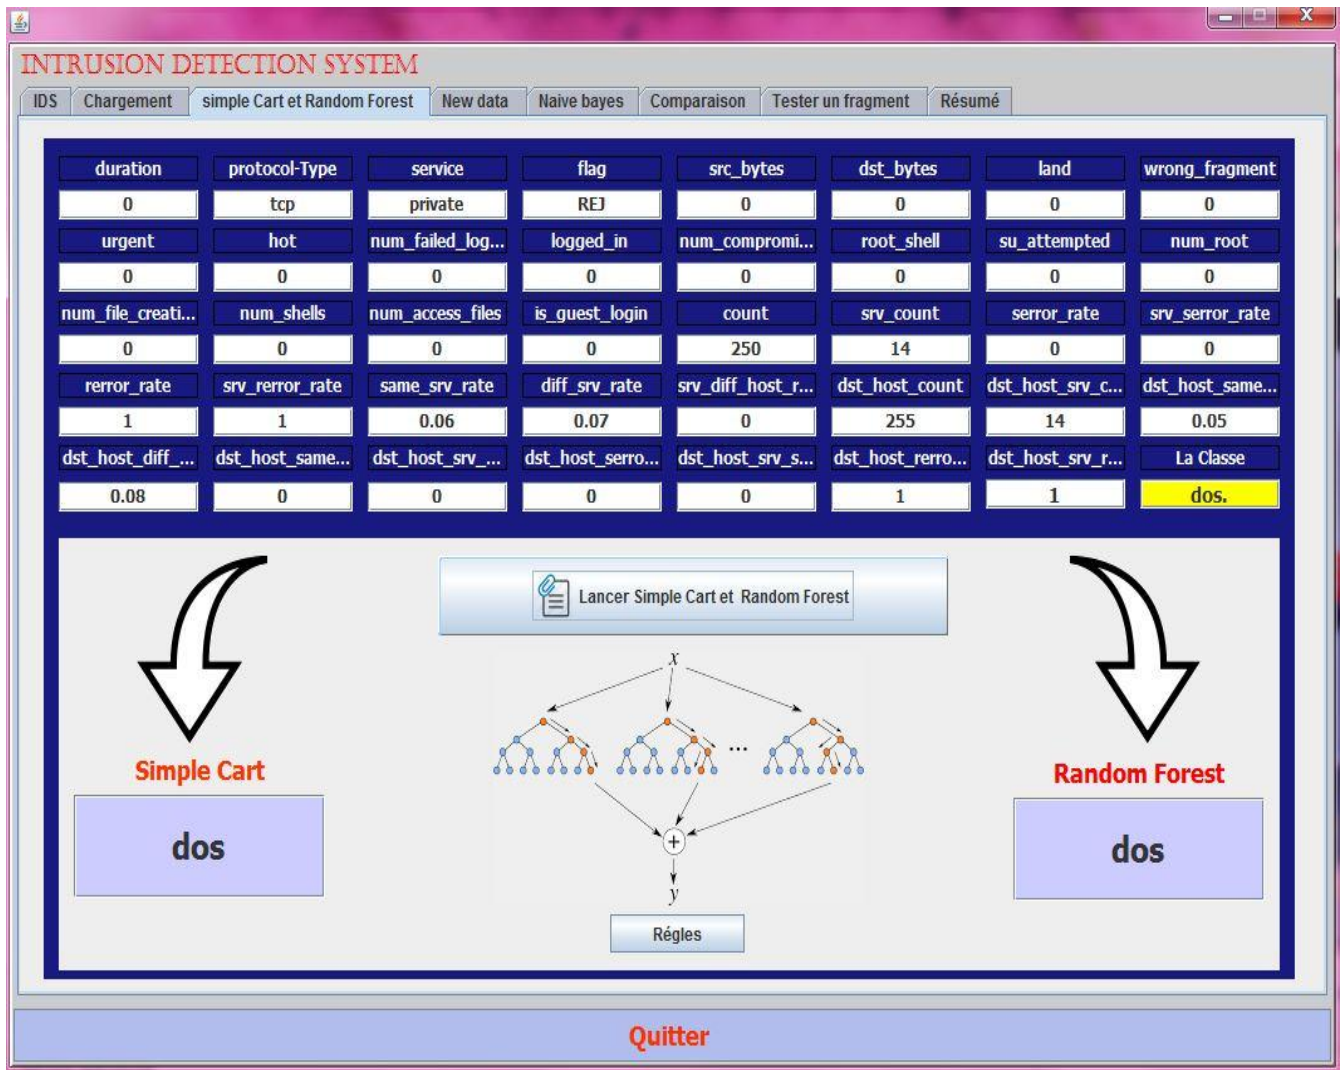 INTRUSION DETECTION SYSTEM
IDS Chargement simple Cart et Random Forest New data Naive bayes Comparaison Tester un fragment Résumé
duration protocol-Type service flag src_bytes dst_bytes land wrong_fragment
0 tcp private REJ 0 0 0 0
urgent hot num_failed_log... logged_in num_compromi... root_shell su_attempted num_root
0 0 0 0 0 0 0 0
num_file_creati... num_shells num_access_files is_guest_login count srv_count serror_rate srv_serror_rate
0 0 0 0 250 14 0 0
rerror_rate srv_rerror_rate same_srv_rate diff_srv_rate srv_diff_host_r... dst_host_count dst_host_srv_c... dst_host_same...
1 1 0.06 0.07 0 255 14 0.05
dst_host_diff_... dst_host_same... dst_host_srv_... dst_host_serro... dst_host_srv_s... dst_host_rerro... dst_host_srv_r... La Classe
0.08 0 0 0 0 1 1 dos.
Lancer Simple Cart et Random Forest
x
...
Simple Cart
Random Forest
dos
dos
+
y
Régles
Quitter